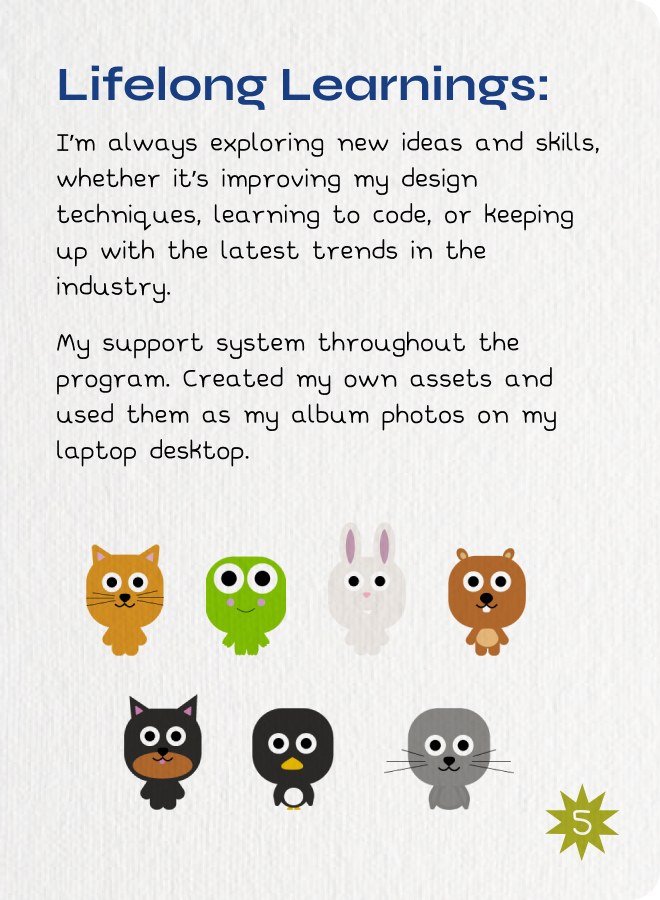 Lifelong Learnings:
I'm always exploring new ideas and skills,
whether it's improving my design
techniques, learning to code, or keeping
up with the latest trends in the
industry.
My support system throughout the
program. Created my own assets and
used them as my album photos on my
laptop desktop.
5